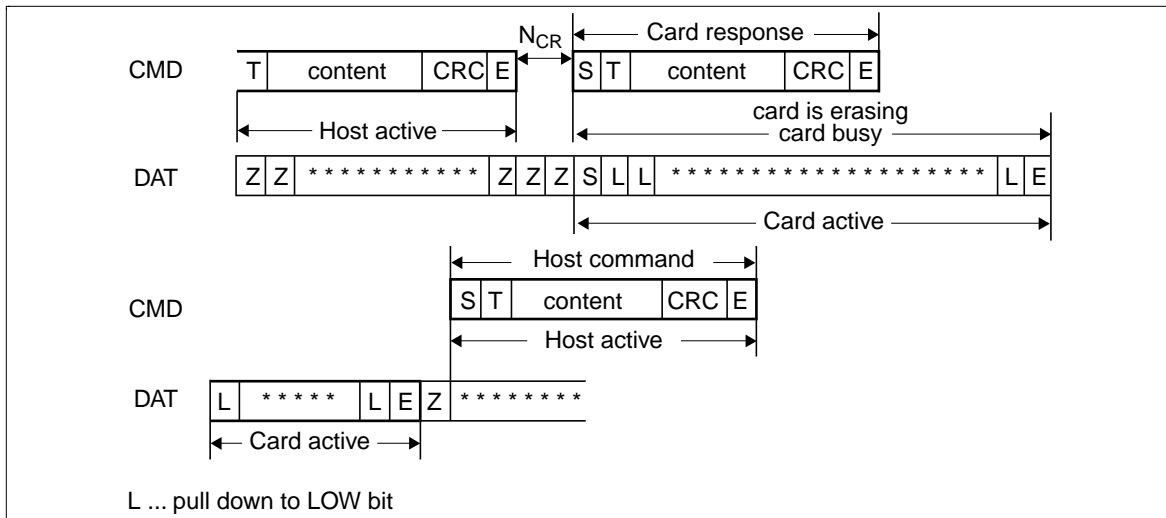 N_CR Card response
CMD T content CRC E S T content CRC E
card is erasing
Host active card busy
DAT Z Z * * * * * * * * * * * Z Z Z S L L * * * * * * * * * * * * * * * * * * * * L E
Card active
Host command
CMD S T content CRC E
Host active
DAT L * * * * * L E Z * * * * * * * *
Card active
L ... pull down to LOW bit